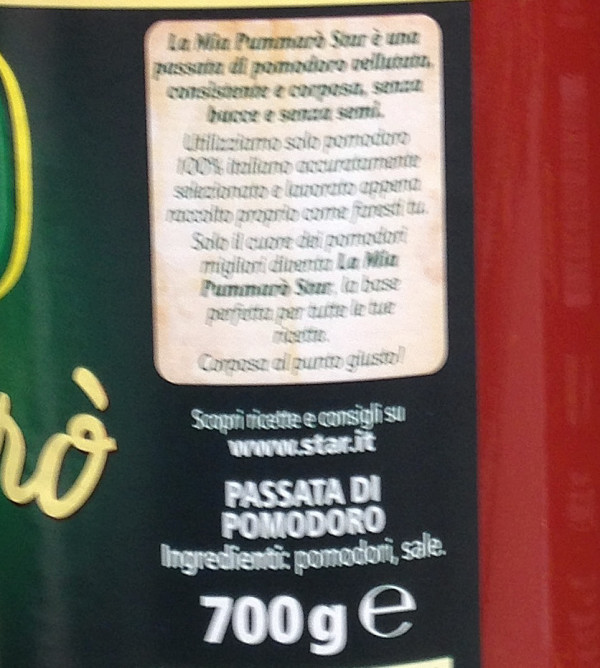 La Mia Pummarò Star è una
passata di pomodoro vellutata,
consistente e corposa, senza
bucce e senza semi.
Utilizziamo solo pomodoro
100% italiano accuratamente
selezionato e lavorato appena
raccolto proprio come faresti tu.
Solo il cuore dei pomodori
migliori diventa La Mia
Pummarò Star, la base
perfetta per tutte le tue
ricette.
Corposa al punto giusto!
Scopri ricette e consigli su
www.star.it
PASSATA DI
POMODORO
Ingredienti: pomodori, sale.
700 g e
rò